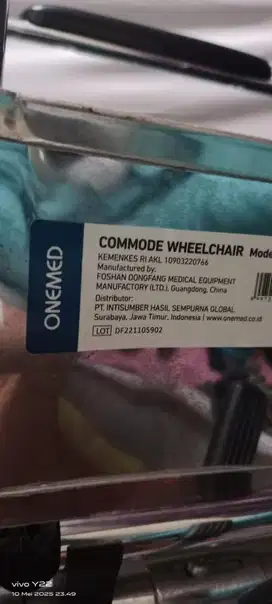 ONEMED
COMMODE WHEELCHAIR Mode
KEMENKES RI AKL 10903220766
Manufactured by:
FOSHAN DONGFANG MEDICAL EQUIPMENT
MANUFACTORY (LTD.), Guangdong, China
Distributor:
PT. INTISUMBER HASIL SEMPURNA GLOBAL
Surabaya, Jawa Timur, Indonesia | www.onemed.co.id
LOT DF221105902
vivo Y22
10 Mei 2025 23.49